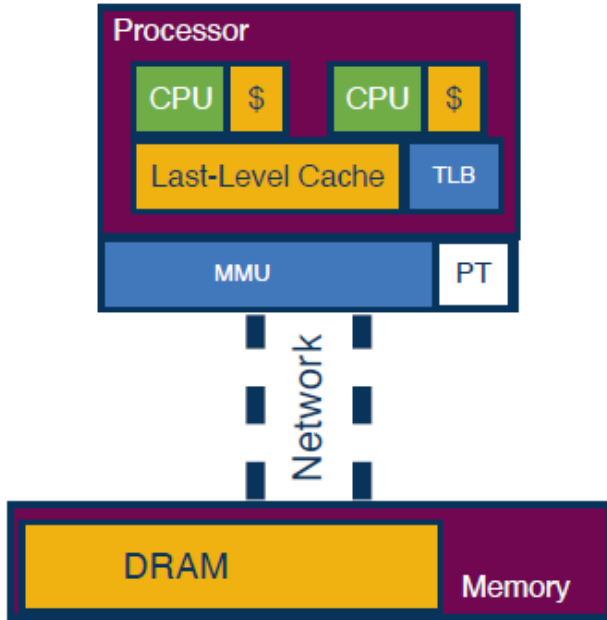 Processor
CPU $ CPU $
Last-Level Cache TLB
MMU PT
Network
DRAM
Memory